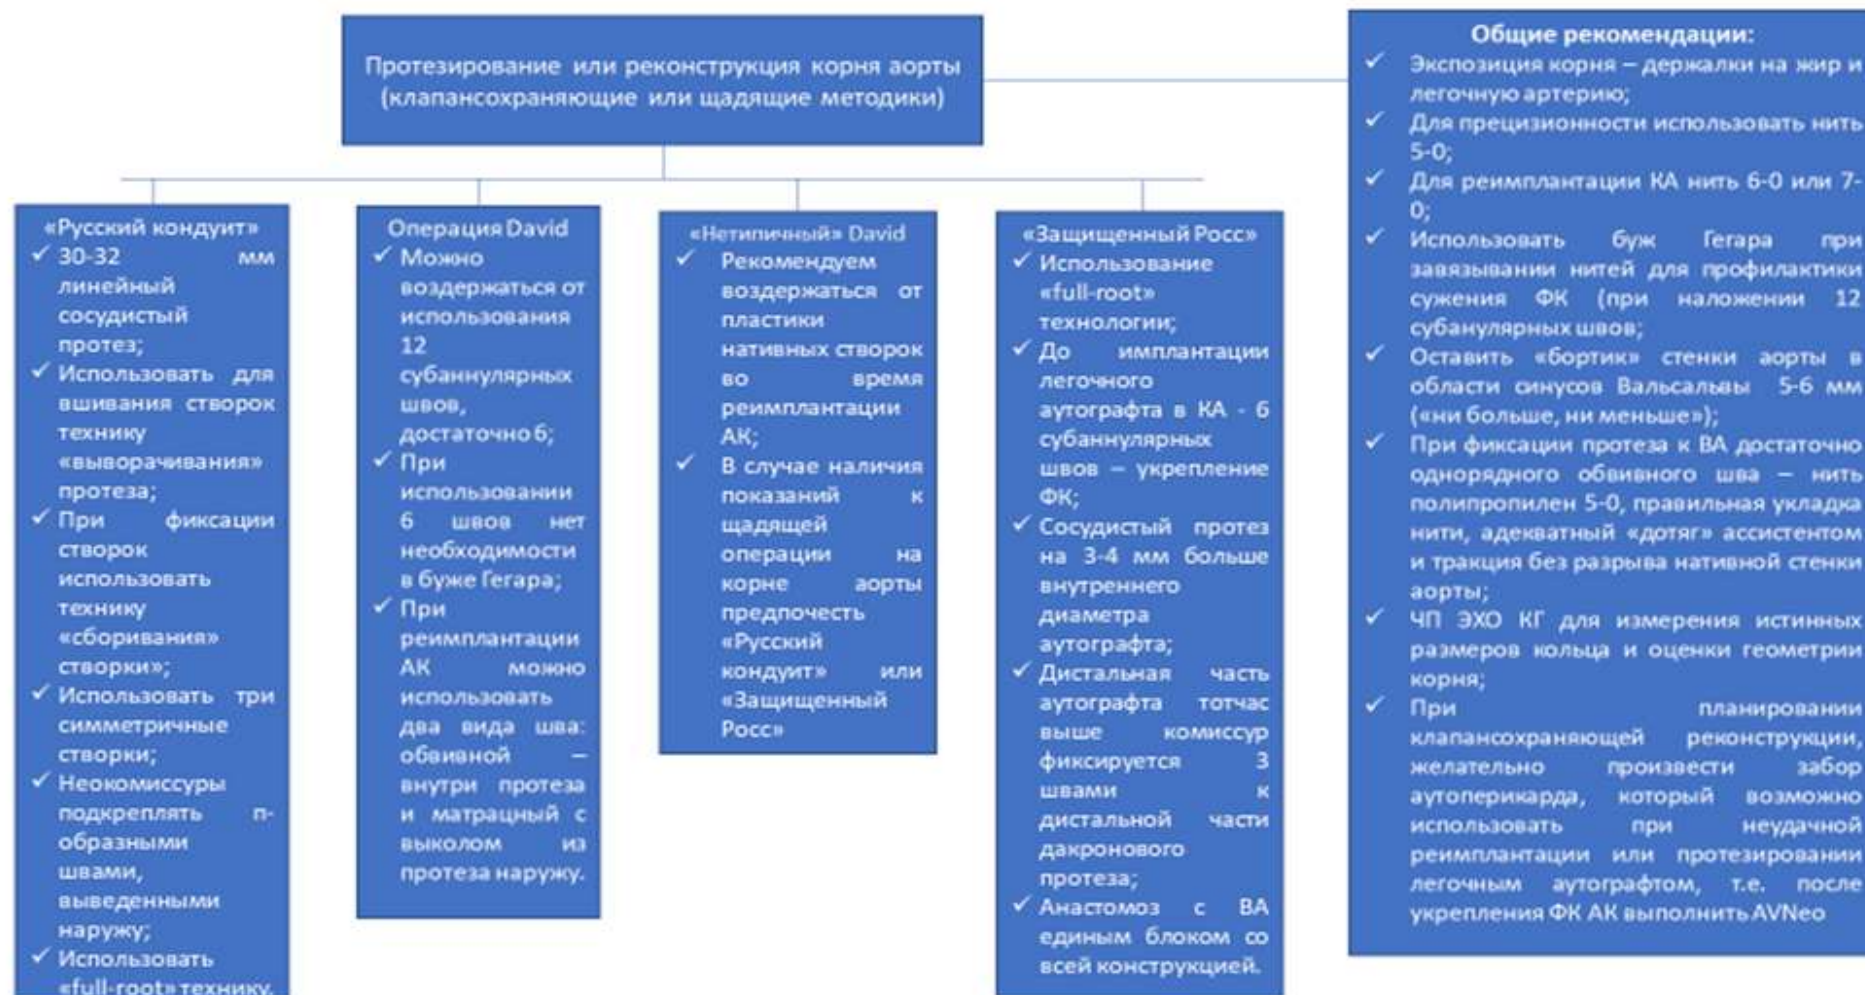 Протезирование или реконструкция корня аорты
(клапансохраняющие или щадящие методики)
«Русский кондуит»
✓ 30-32 мм
линейный
сосудистый
протез;
✓ Использовать для
вшивания створок
технику
«выворачивания»
протеза;
✓ При фиксации
створок
использовать
технику
«сборивания»
створки»;
✓ Использовать три
симметричные
створки;
✓ Неокомиссуры
подкреплять п-
образными
швами,
выведенными
наружу;
✓ Использовать
«full-root» технику.
Операция David
✓ Можно
воздержаться от
использования
12
субаннулярных
швов,
достаточно 6;
✓ При
использовании
6 швов нет
необходимости
в буже Гегара;
✓ При
реимплантации
АК можно
использовать
два вида шва:
обвивной –
внутри протеза
и матрацный с
выколом из
протеза наружу.
«Нетипичный» David
✓ Рекомендуем
воздержаться от
пластики
нативных створок
во время
реимплантации
АК;
✓ В случае наличия
показаний к
щадящей
операции на
корне аорты
предпочесть
«Русский
кондуит» или
«Защищенный
Росс»
«Защищенный Росс»
✓ Использование
«full-root»
технологии;
✓ До имплантации
легочного
аутографта в КА - 6
субаннулярных
швов – укрепление
ФК;
✓ Сосудистый протез
на 3-4 мм больше
внутреннего
диаметра
аутографта;
✓ Дистальная часть
аутографта тотчас
выше комиссур
фиксируется 3
швами к
дистальной части
дакронового
протеза;
✓ Анастомоз с ВА
единым блоком со
всей конструкцией.
Общие рекомендации:
✓ Экспозиция корня – держалки на жир и
легочную артерию;
✓ Для прецизионности использовать нить
5-0;
✓ Для реимплантации КА нить 6-0 или 7-
0;
✓ Использовать буж Гегара при
завязывании нитей для профилактики
сужения ФК (при наложении 12
субанулярных швов;
✓ Оставить «бортик» стенки аорты в
области синусов Вальсальвы 5-6 мм
(«ни больше, ни меньше»);
✓ При фиксации протеза к ВА достаточно
однорядного обвивного шва – нить
полипропилен 5-0, правильная укладка
нити, адекватный «дотяг» ассистентом
и тракция без разрыва нативной стенки
аорты;
✓ ЧП ЭХО КГ для измерения истинных
размеров кольца и оценки геометрии
корня;
✓ При планировании
клапансохраняющей реконструкции,
желательно произвести забор
аутоперикарда, который возможно
использовать при неудачной
реимплантации или протезировании
легочным аутографтом, т.е. после
укрепления ФК АК выполнить AVNeo